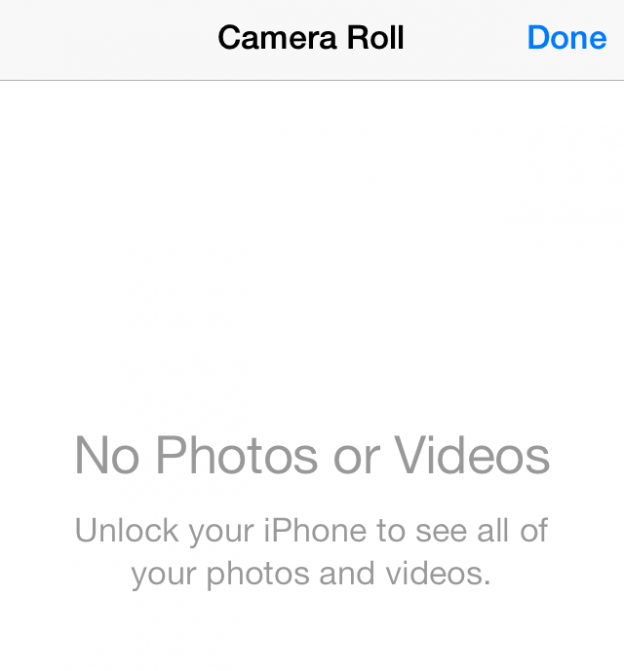 Camera Roll Done
No Photos or Videos
Unlock your iPhone to see all of
your photos and videos.